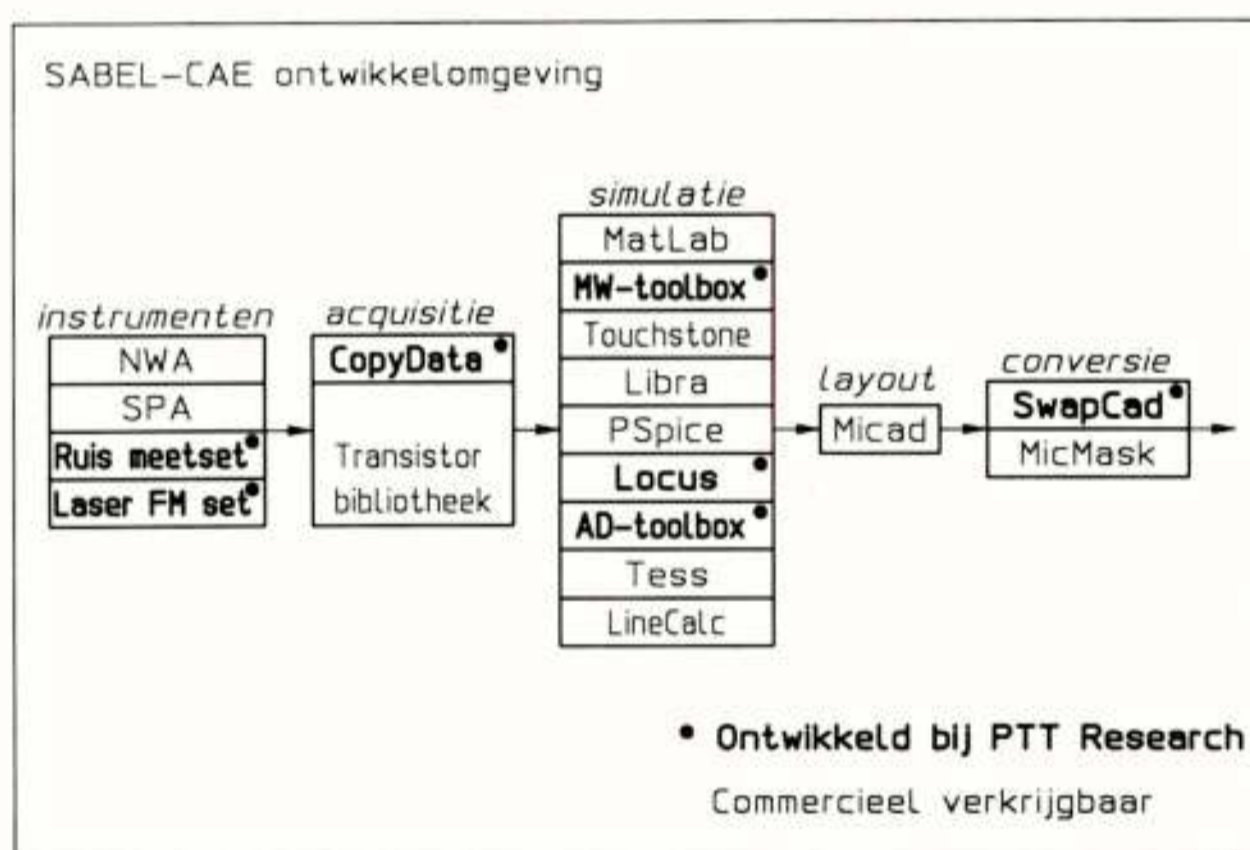 SABEL-CAE ontwikkelomgeving
instrumenten
NWA
SPA
Ruis meetset•
Laser FM set•
acquisitie
CopyData •
Transistor
bibliotheek
simulatie
MatLab
MW-toolbox•
Touchstone
Libra
PSpice
Locus •
AD-toolbox•
Tess
LineCalc
layout
Micad
conversie
SwapCad•
MicMask
• Ontwikkeld bij PTT Research
Commercieel verkrijgbaar